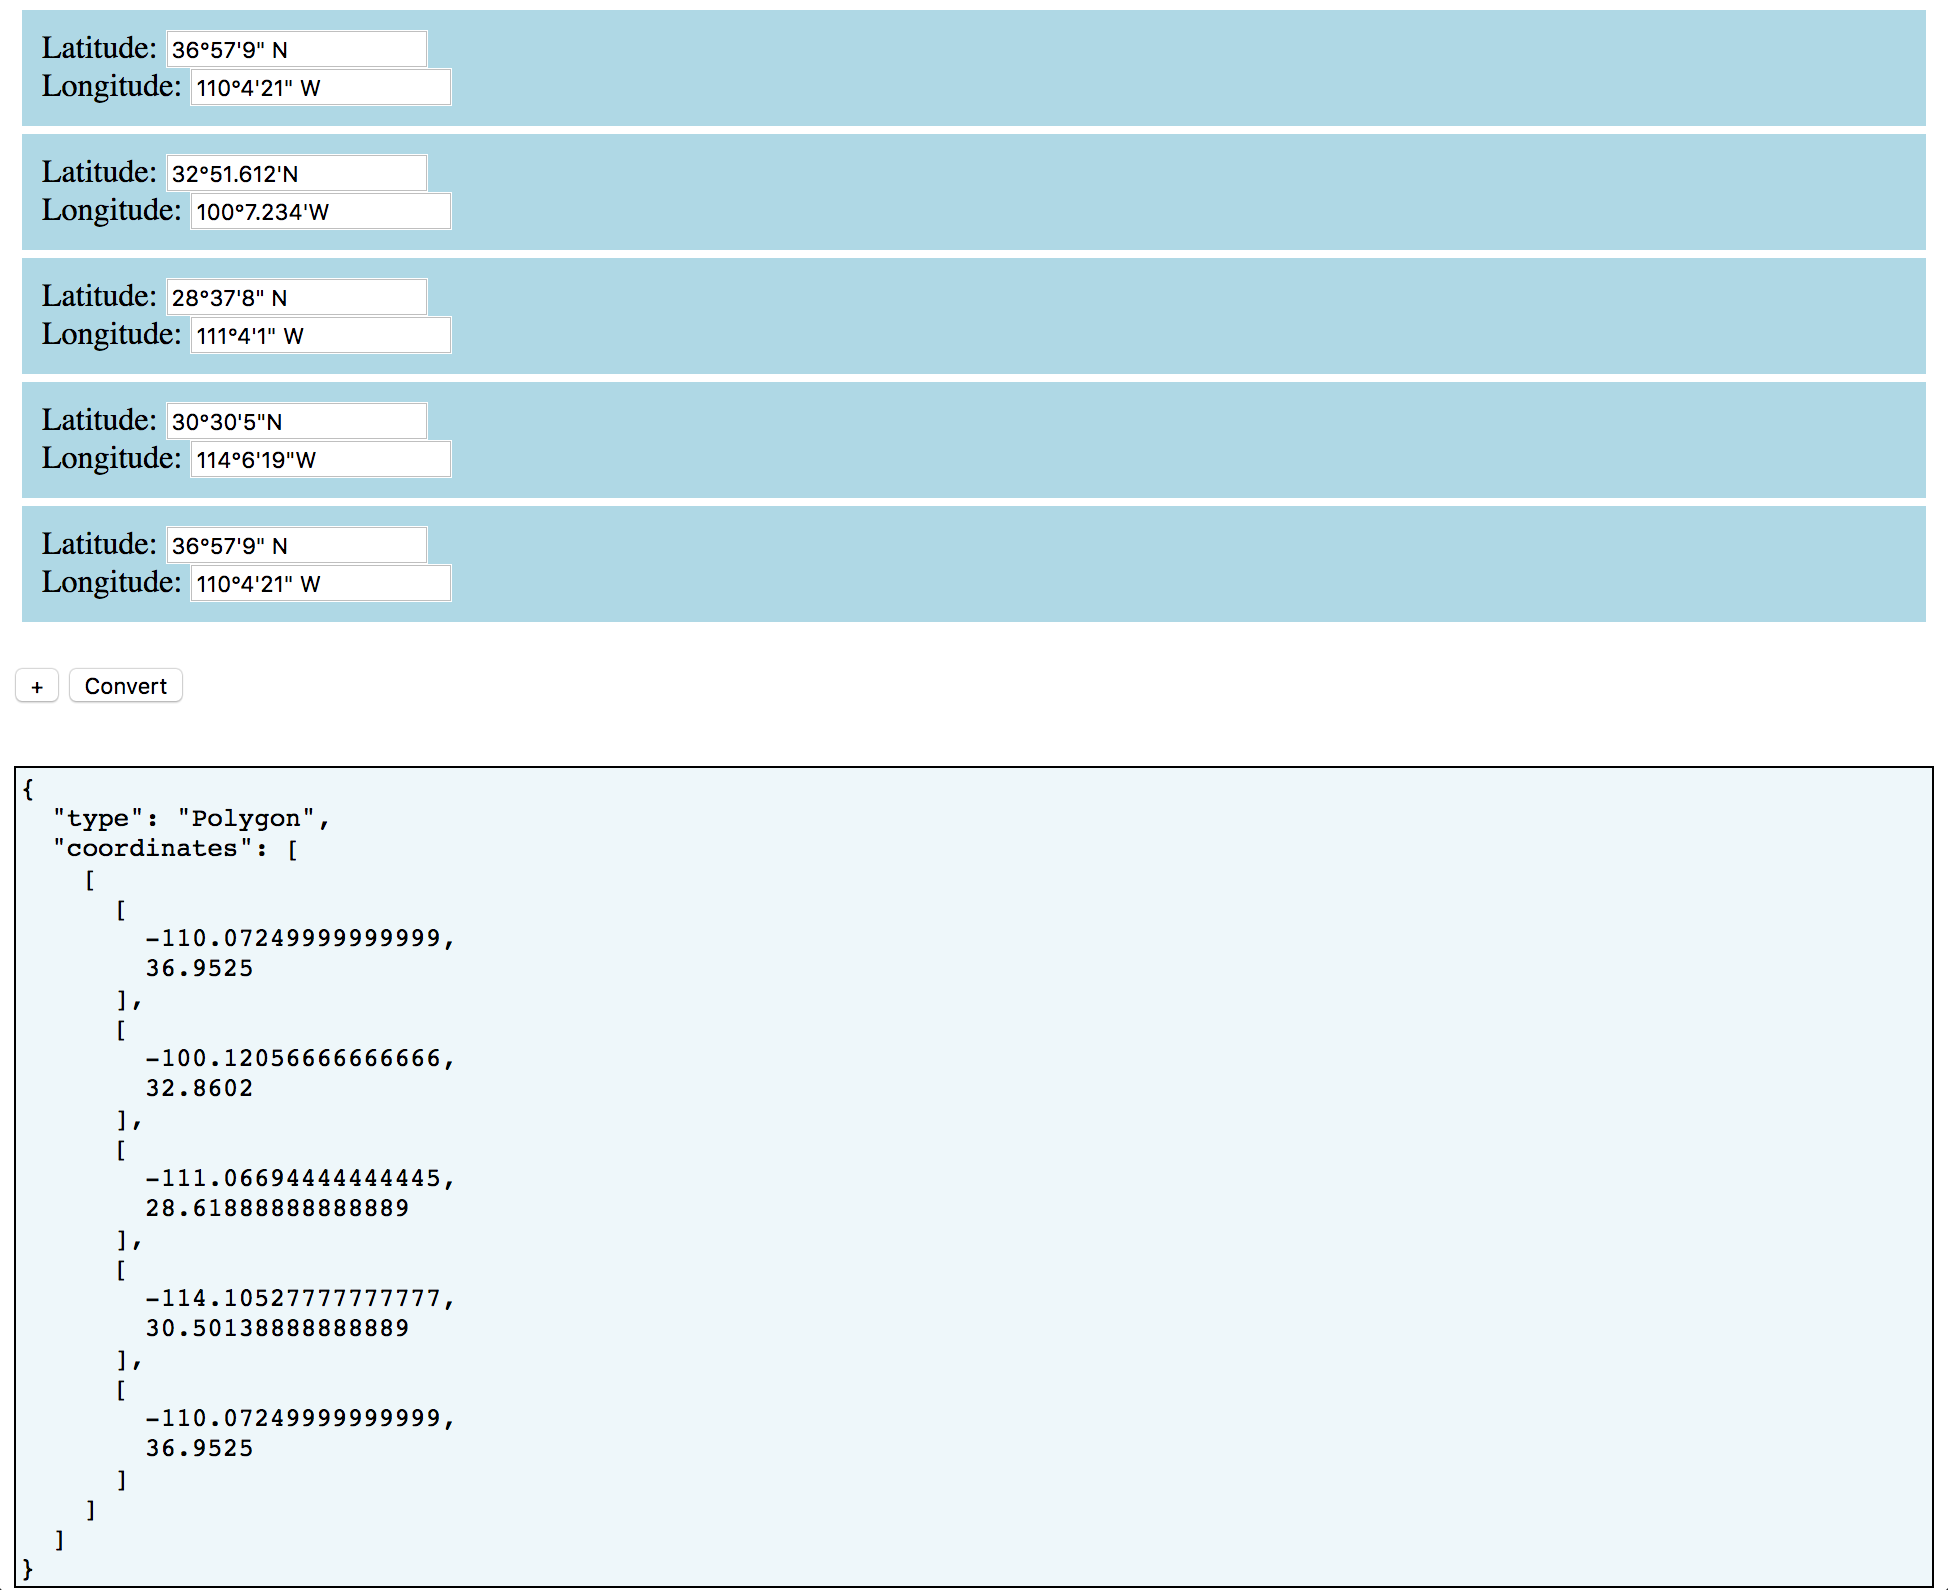 Latitude: 36°57'9" N
Longitude: 110°4'21" W
Latitude: 32°51.612'N
Longitude: 100°7.234'W
Latitude: 28°37'8" N
Longitude: 111°4'1" W
Latitude: 30°30'5"N
Longitude: 114°6'19"W
Latitude: 36°57'9" N
Longitude: 110°4'21" W
+ Convert
{
  "type": "Polygon",
  "coordinates": [
    [
      [
        -110.07249999999999,
        36.9525
      ],
      [
        -100.12056666666666,
        32.8602
      ],
      [
        -111.06694444444445,
        28.61888888888889
      ],
      [
        -114.10527777777777,
        30.50138888888889
      ],
      [
        -110.07249999999999,
        36.9525
      ]
    ]
  ]
}